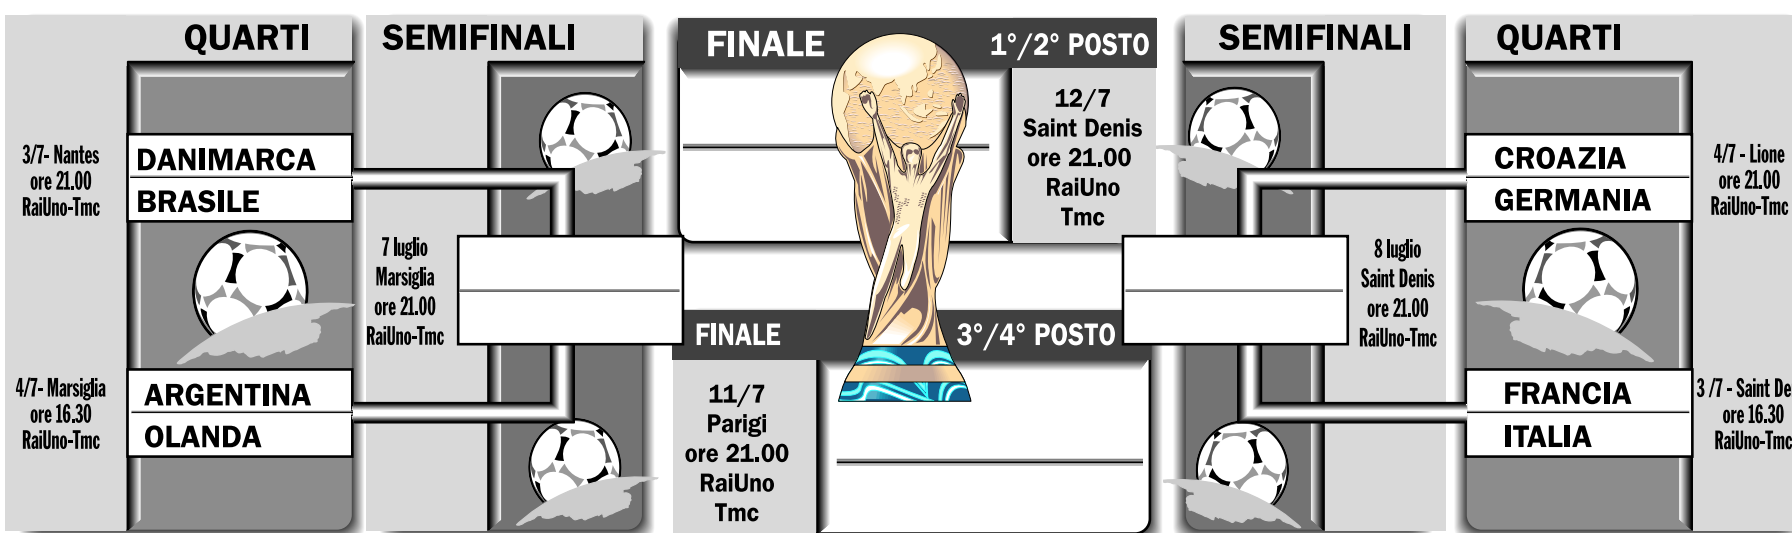 QUARTI
3/7- Nantes
ore 21.00
RaiUno-Tmc
DANIMARCA
BRASILE
4/7- Marsiglia
ore 16.30
RaiUno-Tmc
ARGENTINA
OLANDA
SEMIFINALI
7 luglio
Marsiglia
ore 21.00
RaiUno-Tmc
FINALE 1°/2° POSTO
12/7
Saint Denis
ore 21.00
RaiUno
Tmc
FINALE 3°/4° POSTO
11/7
Parigi
ore 21.00
RaiUno
Tmc
SEMIFINALI
8 luglio
Saint Denis
ore 21.00
RaiUno-Tmc
QUARTI
CROAZIA
GERMANIA
4/7 - Lione
ore 21.00
RaiUno-Tmc
FRANCIA
ITALIA
3 /7 - Saint De
ore 16.30
RaiUno-Tmc